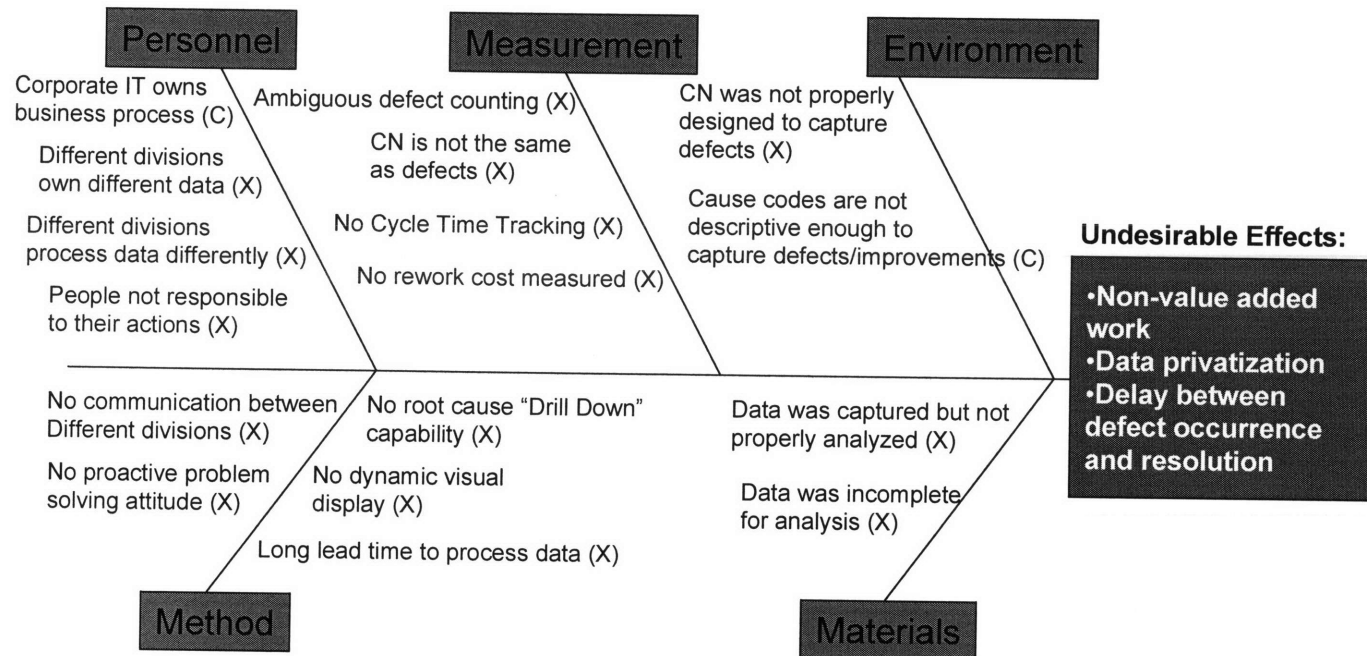 Personnel
Corporate IT owns
business process (C)
Different divisions
own different data (X)
Different divisions
process data differently (X)
People not responsible
to their actions (X)
Measurement
Ambiguous defect counting (X)
CN is not the same
as defects (X)
No Cycle Time Tracking (X)
No rework cost measured (X)
Environment
CN was not properly
designed to capture
defects (X)
Cause codes are not
descriptive enough to
capture defects/improvements (C)
Undesirable Effects:
•Non-value added
work
•Data privatization
•Delay between
defect occurrence
and resolution
No communication between
Different divisions (X)
No proactive problem
solving attitude (X)
No root cause “Drill Down”
capability (X)
No dynamic visual
display (X)
Long lead time to process data (X)
Method
Data was captured but not
properly analyzed (X)
Data was incomplete
for analysis (X)
Materials